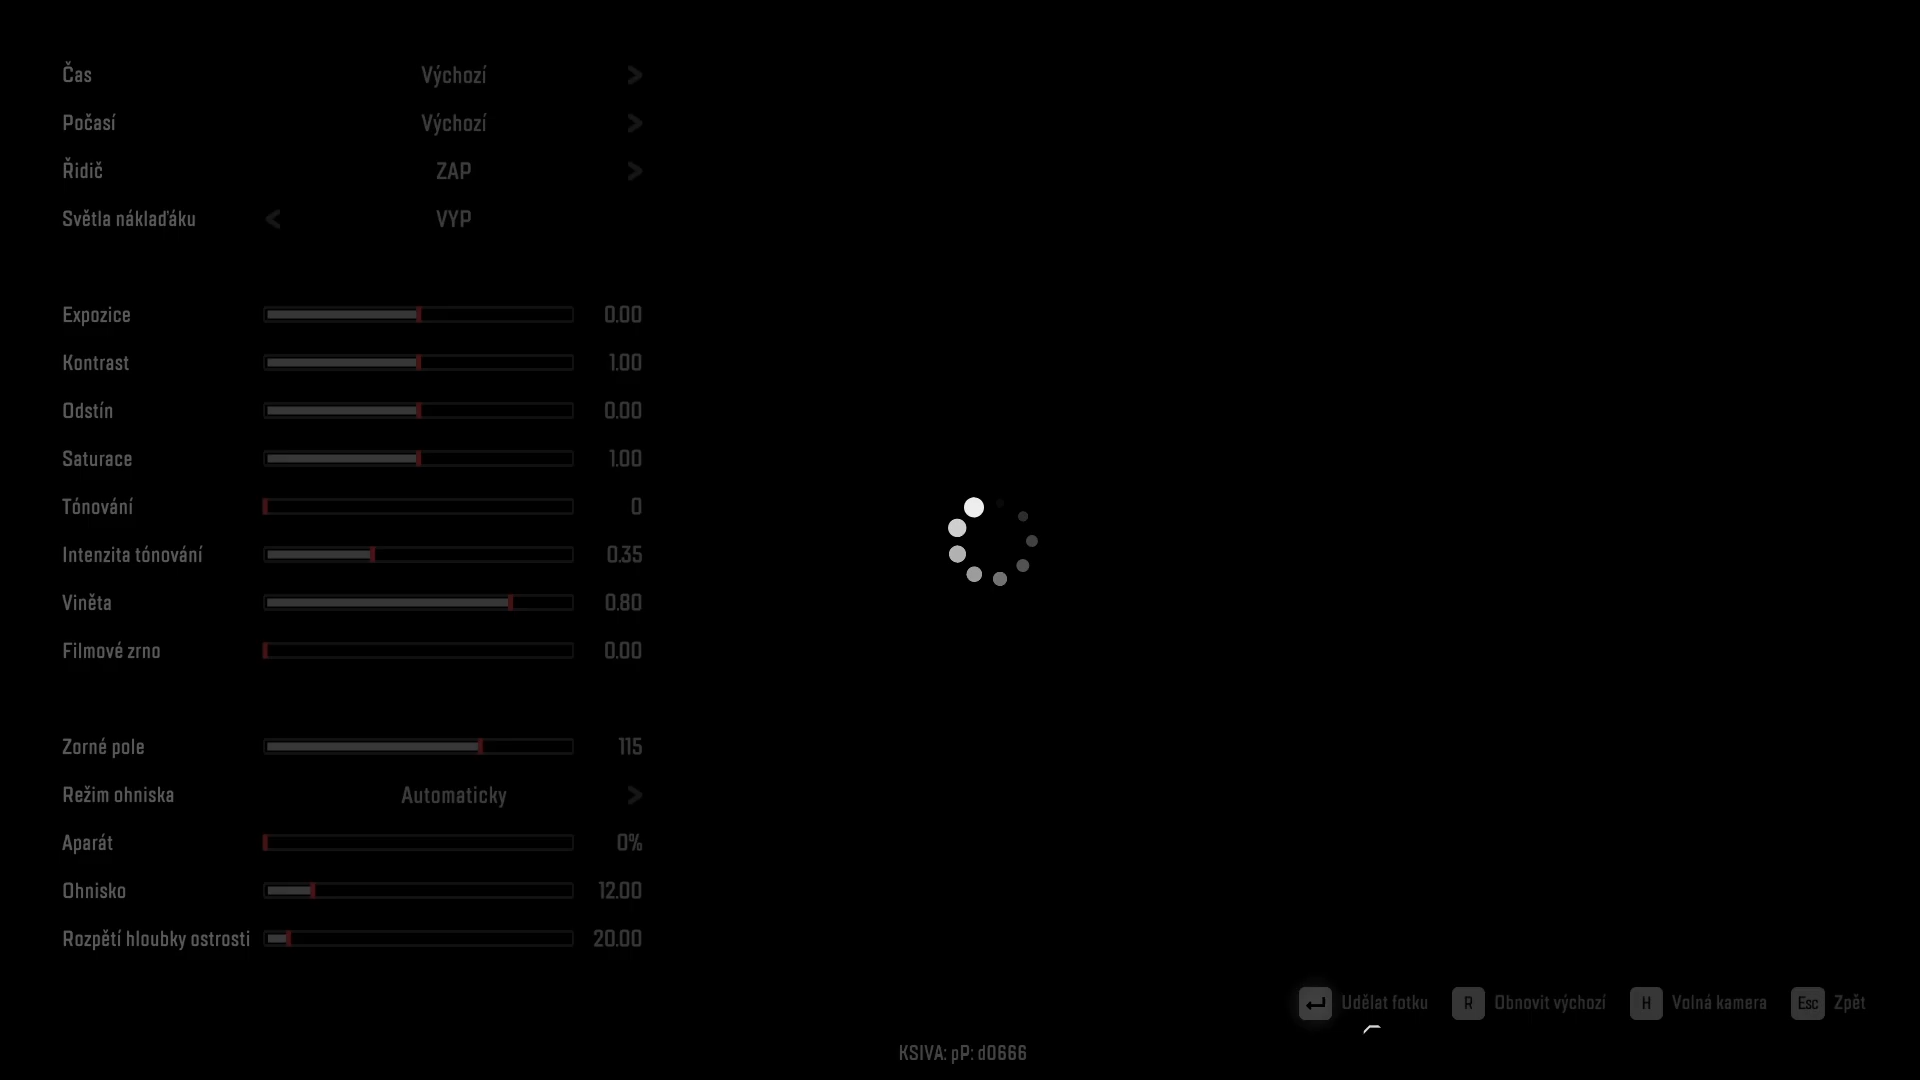 Čas Výchozí >
Počasí Výchozí >
Řidič ZAP >
Světla náklaďáku < VYP
Expozice 0.00
Kontrast 1.00
Odstín 0.00
Saturace 1.00
Tónování 0
Intenzita tónování 0.35
Viněta 0.80
Filmové zrno 0.00
Zorné pole 115
Režim ohniska Automaticky >
Aparát 0%
Ohnisko 12.00
Rozpětí hloubky ostrosti 20.00
Udělat fotku R Obnovit výchozí H Volná kamera Esc Zpět
KSIVA: pP: d0666